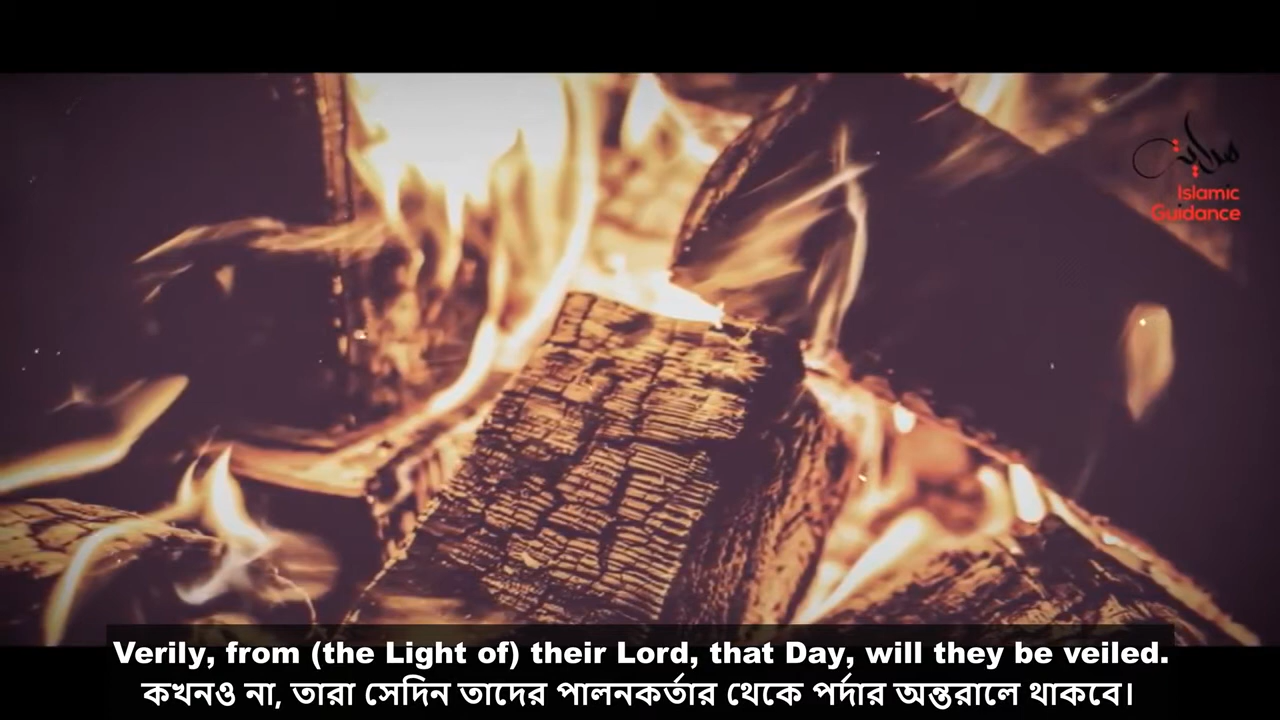 هداية
Islamic
Guidance
Verily, from (the Light of) their Lord, that Day, will they be veiled.
কখনও না, তারা সেদিন তাদের পালনকর্তার থেকে পর্দার অন্তরালে থাকবে।